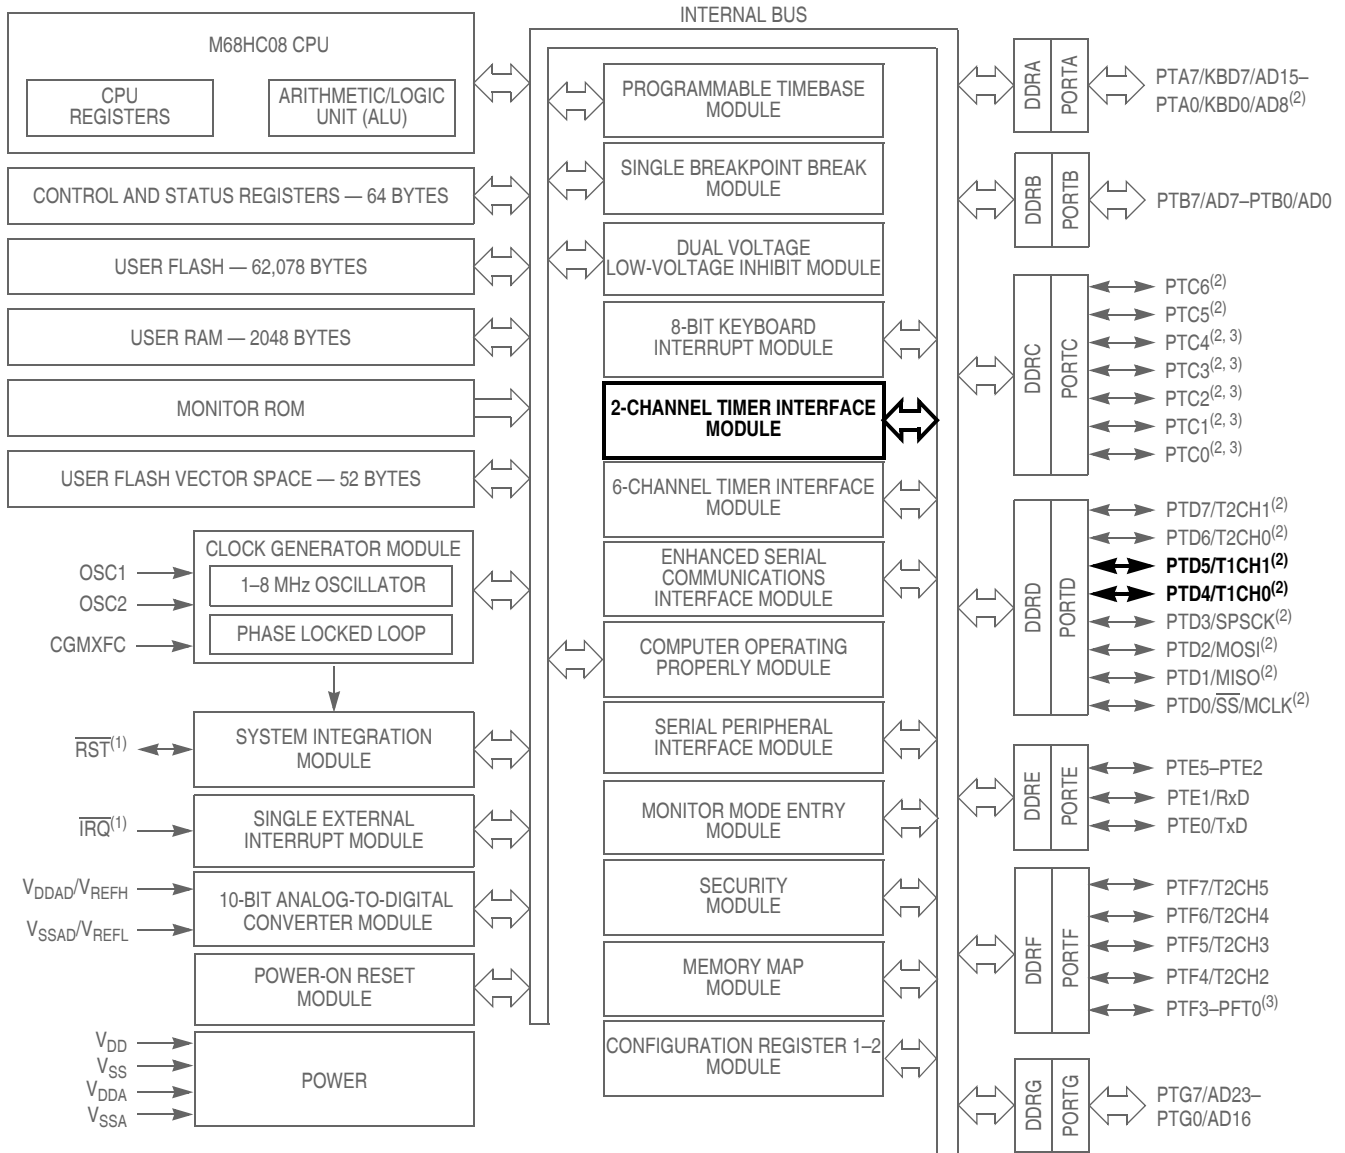 INTERNAL BUS
M68HC08 CPU
CPU
REGISTERS
ARITHMETIC/LOGIC
UNIT (ALU)
CONTROL AND STATUS REGISTERS — 64 BYTES
USER FLASH — 62,078 BYTES
USER RAM — 2048 BYTES
MONITOR ROM
USER FLASH VECTOR SPACE — 52 BYTES
CLOCK GENERATOR MODULE
1–8 MHz OSCILLATOR
PHASE LOCKED LOOP
OSC1
OSC2
CGMXFC
SYSTEM INTEGRATION
MODULE
RST(1)
SINGLE EXTERNAL
INTERRUPT MODULE
IRQ(1)
10-BIT ANALOG-TO-DIGITAL
CONVERTER MODULE
VDDAD/VREFH
VSSAD/VREFL
POWER-ON RESET
MODULE
POWER
VDD
VSS
VDDA
VSSA
PROGRAMMABLE TIMEBASE
MODULE
SINGLE BREAKPOINT BREAK
MODULE
DUAL VOLTAGE
LOW-VOLTAGE INHIBIT MODULE
8-BIT KEYBOARD
INTERRUPT MODULE
2-CHANNEL TIMER INTERFACE
MODULE
6-CHANNEL TIMER INTERFACE
MODULE
ENHANCED SERIAL
COMMUNICATIONS
INTERFACE MODULE
COMPUTER OPERATING
PROPERLY MODULE
SERIAL PERIPHERAL
INTERFACE MODULE
MONITOR MODE ENTRY
MODULE
SECURITY
MODULE
MEMORY MAP
MODULE
CONFIGURATION REGISTER 1–2
MODULE
DDRA
PORTA
PTA7/KBD7/AD15–
PTA0/KBD0/AD8(2)
DDRB
PORTB
PTB7/AD7–PTB0/AD0
DDRC
PORTC
PTC6(2)
PTC5(2)
PTC4(2, 3)
PTC3(2, 3)
PTC2(2, 3)
PTC1(2, 3)
PTC0(2, 3)
DDRD
PORTD
PTD7/T2CH1(2)
PTD6/T2CH0(2)
PTD5/T1CH1(2)
PTD4/T1CH0(2)
PTD3/SPSCK(2)
PTD2/MOSI(2)
PTD1/MISO(2)
PTD0/SS/MCLK(2)
DDRE
PORTE
PTE5–PTE2
PTE1/RxD
PTE0/TxD
DDRF
PORTF
PTF7/T2CH5
PTF6/T2CH4
PTF5/T2CH3
PTF4/T2CH2
PTF3–PFT0(3)
DDRG
PORTG
PTG7/AD23–
PTG0/AD16